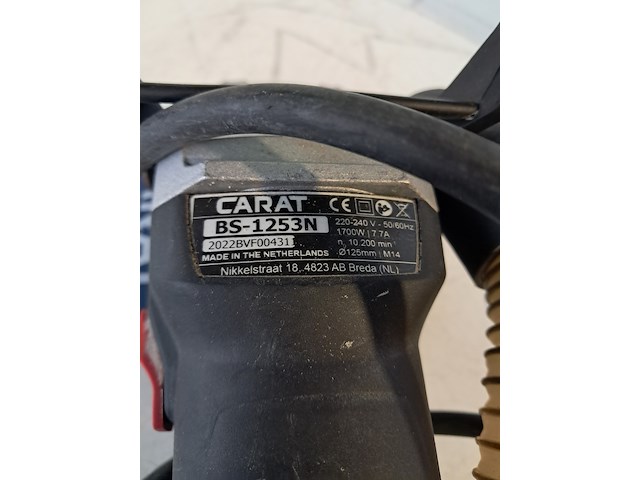 CARAT CE
BS-1253N
220-240 V - 50/60Hz
2022BVF004311
1700W | 7.7A
n. 10.200 min⁻
MADE IN THE NETHERLANDS
Ø125mm | M14
Nikkelstraat 18, 4823 AB Breda (NL)